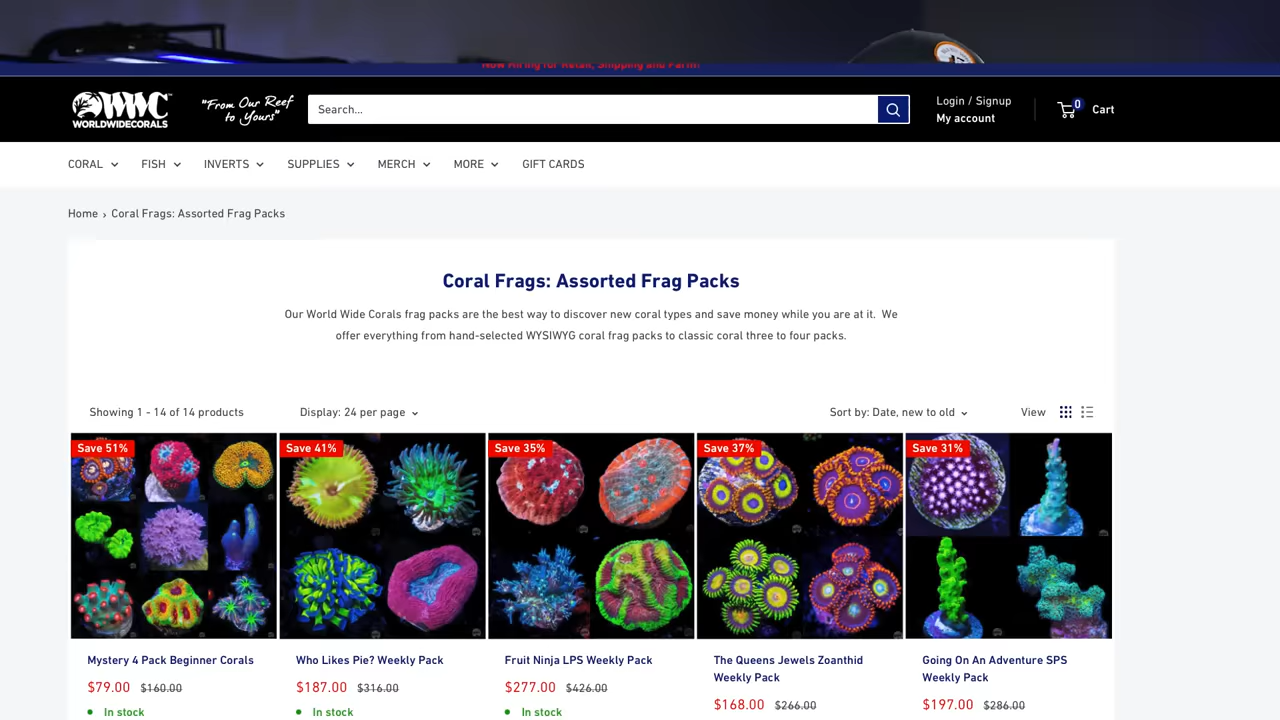 Now Hiring for Retail, Shipping and Farm!
WWC
WORLDWIDECORALS
"From Our Reef
to Yours"
Search...
Login / Signup
My account
0
Cart
CORAL
FISH
INVERTS
SUPPLIES
MERCH
MORE
GIFT CARDS
Home › Coral Frags: Assorted Frag Packs
Coral Frags: Assorted Frag Packs
Our World Wide Corals frag packs are the best way to discover new coral types and save money while you are at it. We
offer everything from hand-selected WYSIWYG coral frag packs to classic coral three to four packs.
Showing 1 - 14 of 14 products
Display: 24 per page
Sort by: Date, new to old
View
Save 51%
Save 41%
Save 35%
Save 37%
Save 31%
Mystery 4 Pack Beginner Corals
$79.00 $160.00
In stock
Who Likes Pie? Weekly Pack
$187.00 $316.00
In stock
Fruit Ninja LPS Weekly Pack
$277.00 $426.00
In stock
The Queens Jewels Zoanthid
Weekly Pack
$168.00 $266.00
Going On An Adventure SPS
Weekly Pack
$197.00 $286.00